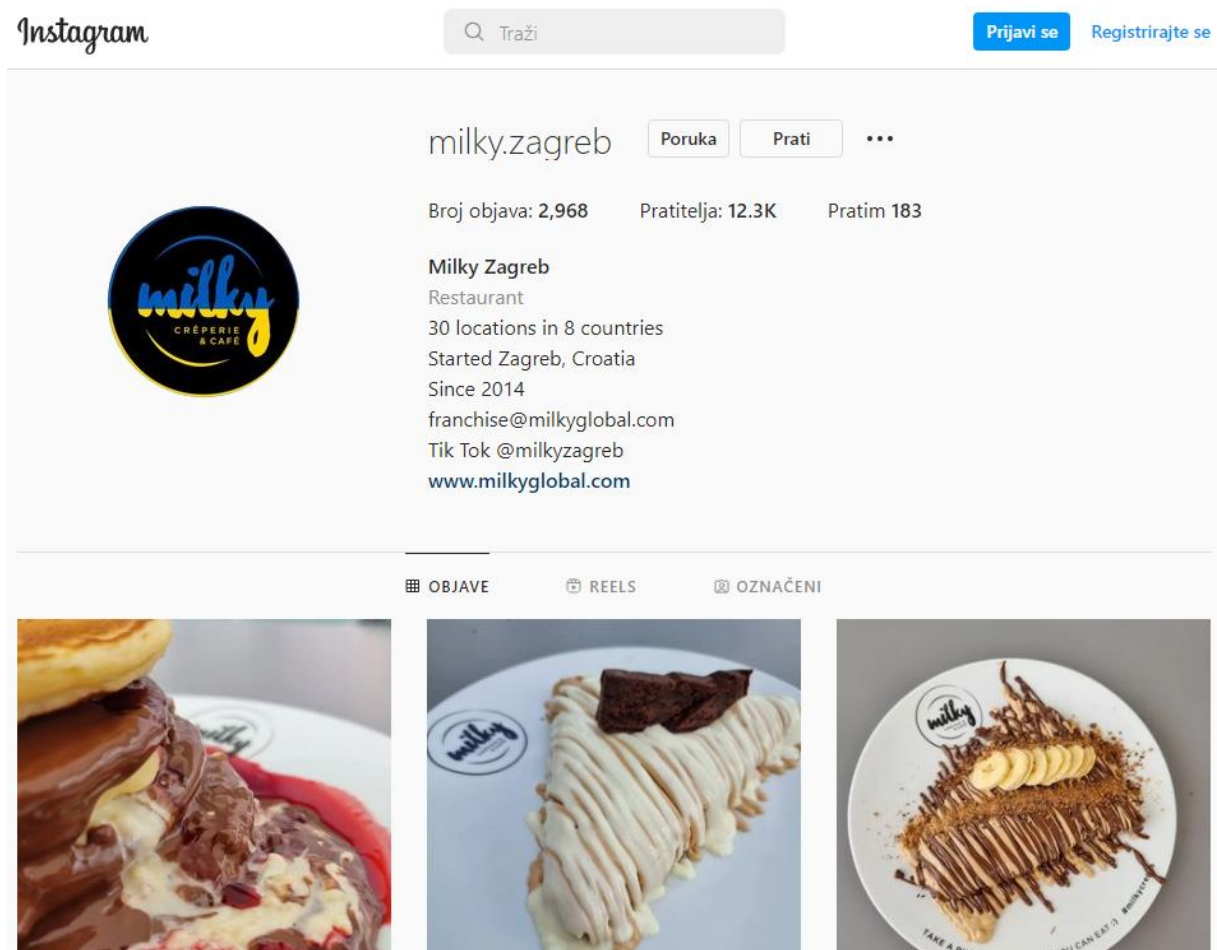 Instagram
Traži
Prijavi se
Registrirajte se
milky.zagreb
Poruka
Prati
Broj objava: 2,968
Pratitelja: 12.3K
Pratim 183
milky
CRÊPERIE
& CAFÉ
Milky Zagreb
Restaurant
30 locations in 8 countries
Started Zagreb, Croatia
Since 2014
franchise@milkyglobal.com
Tik Tok @milkyzagreb
www.milkyglobal.com
OBJAVE
REELS
OZNAČENI
milky
milky